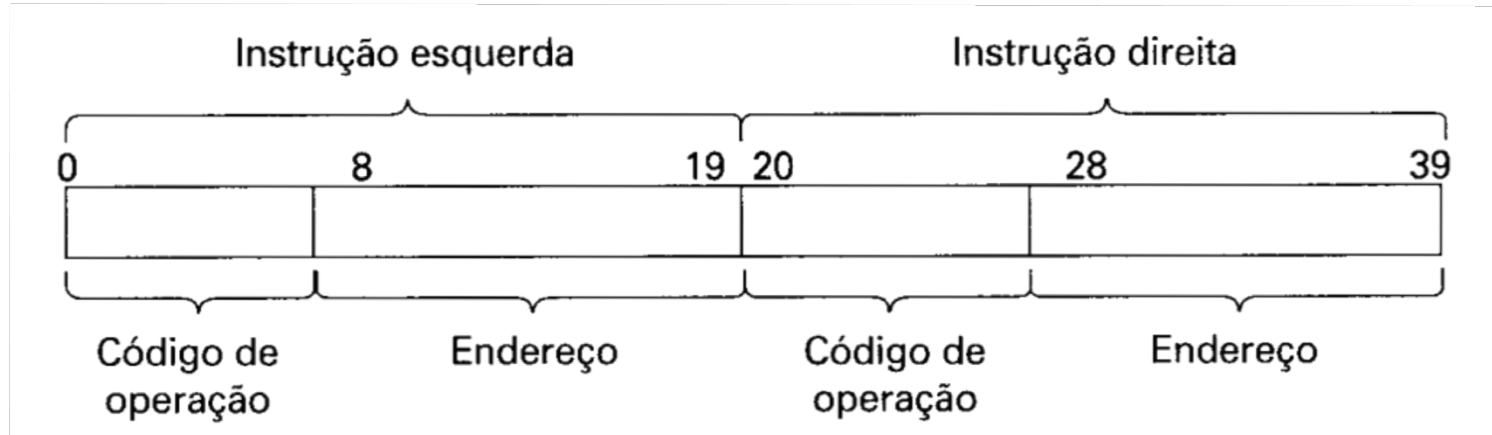 Instrução esquerda Instrução direita
0 8 19 20 28 39
Código de operação Endereço Código de operação Endereço